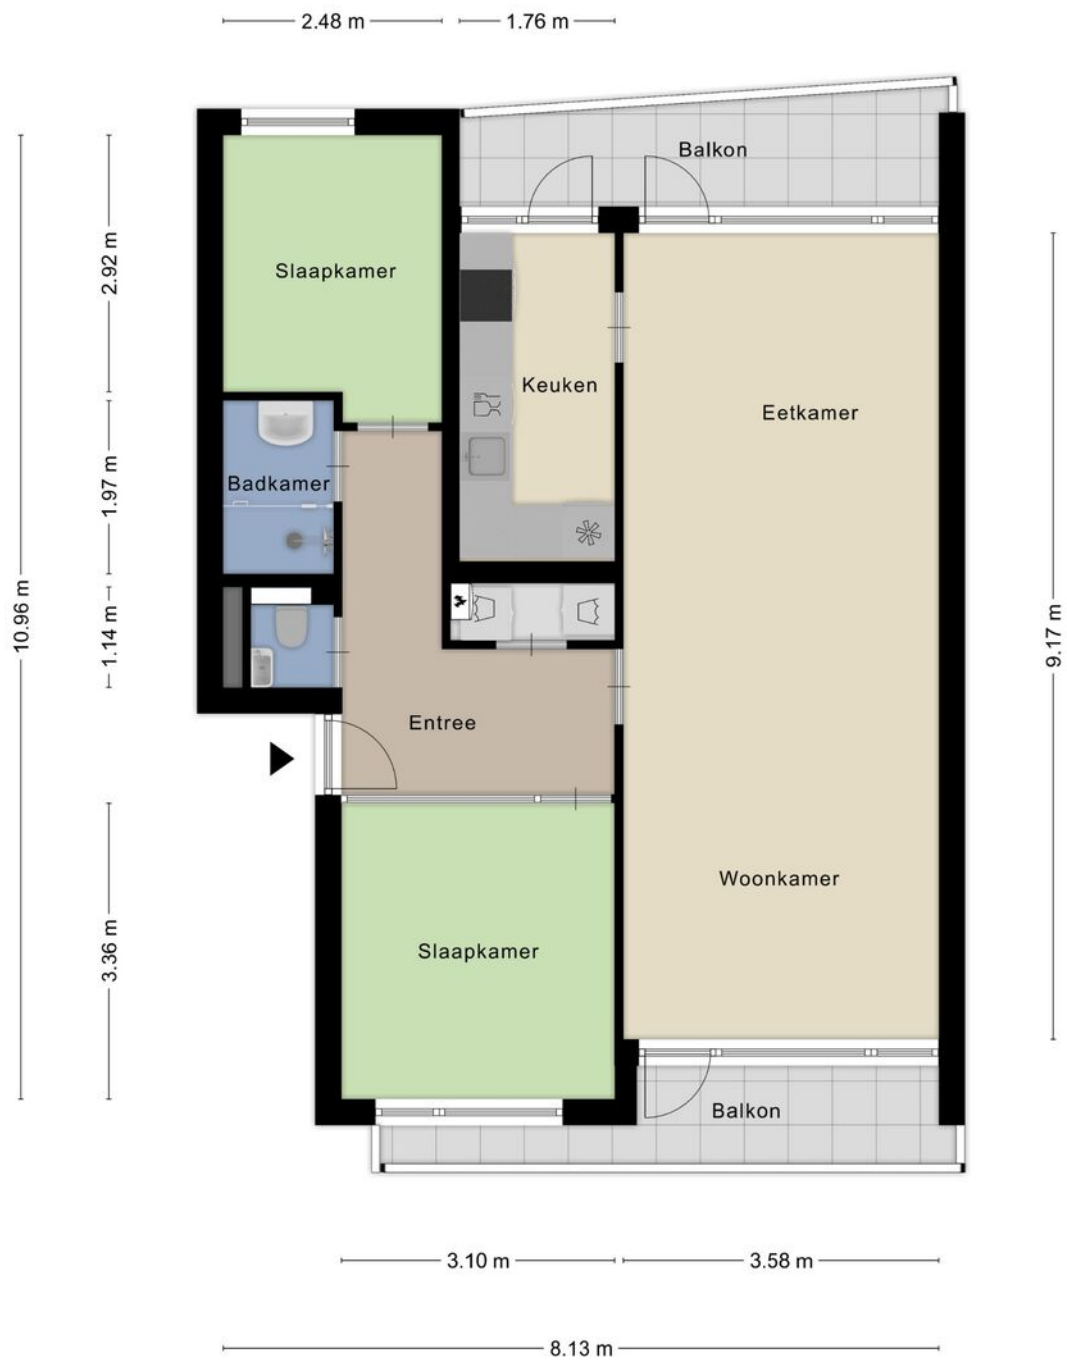 2.48 m
1.76 m
Balkon
2.92 m
Slaapkamer
Keuken
Eetkamer
Badkamer
1.97 m
10.96 m
1.14 m
9.17 m
Entree
Woonkamer
3.36 m
Slaapkamer
Balkon
3.10 m
3.58 m
8.13 m